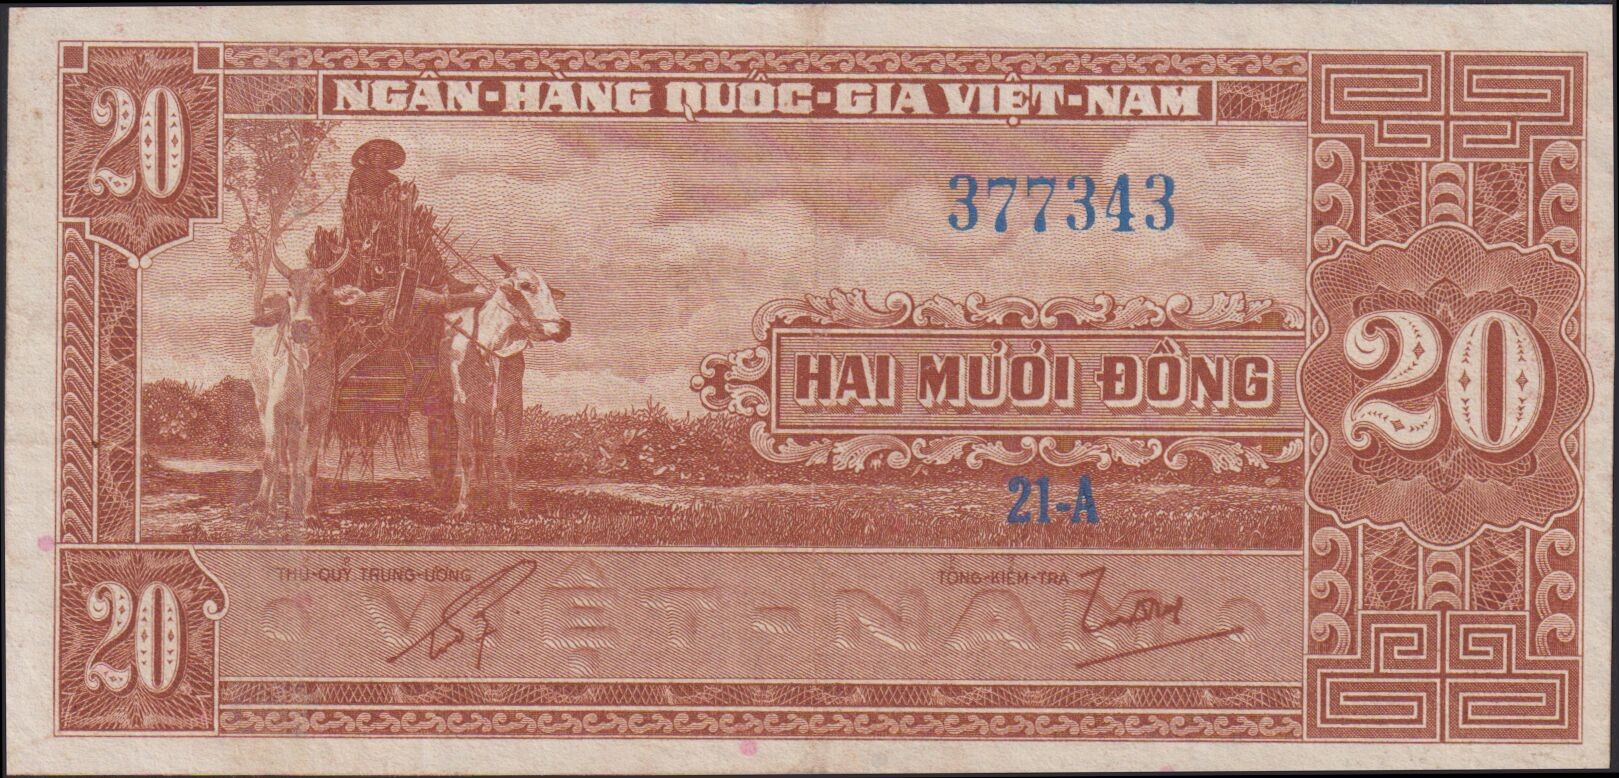 20
NGÂN-HÀNG QUỐC-GIA VIỆT-NAM
377343
HAI MƯƠI ĐỒNG
20
21-A
THỦ-QUỸ TRUNG-ƯƠNG
TỔNG-KIỂM-TRA
VIỆT-NAM
20